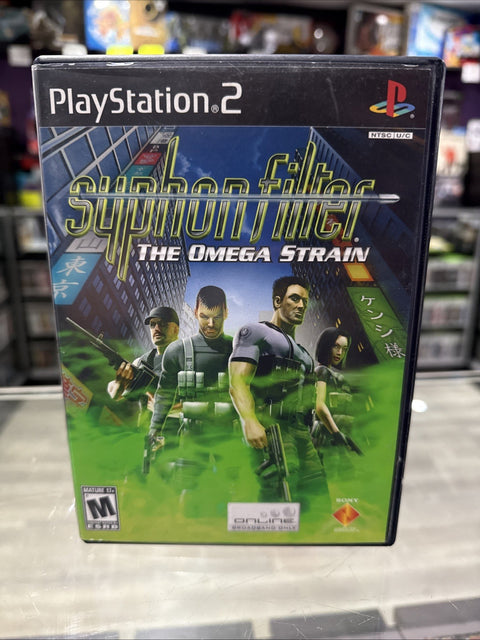 PlayStation®2
NTSC U/C
syphon filter
THE OMEGA STRAIN
東京
ケンジ様
MATURE 17+
M
ESRB
ONLINE
BROADBAND ONLY
SONY